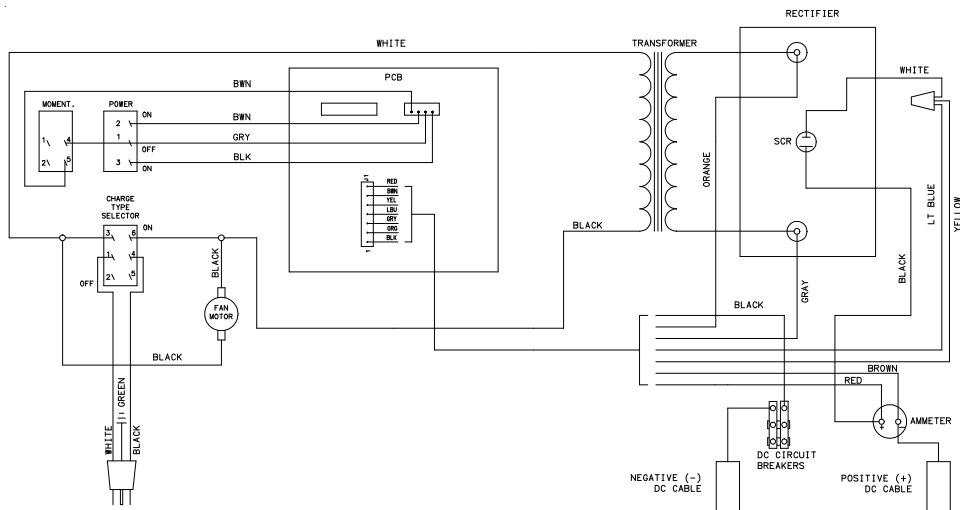 RECTIFIER
WHITE
TRANSFORMER
PCB
WHITE
BWN
MOMENT.
POWER
ON
BWN
2
1
4
1
GRY
OFF
SCR
2
5
3
BLK
ON
ORANGE
RED
BWN
YEL
LBU
GRY
ORG
BLK
J1
1
LT BLUE
YELLOW
CHARGE
TYPE
SELECTOR
ON
3
6
BLACK
1
4
BLACK
2
5
OFF
BLACK
GRAY
FAN
MOTOR
BLACK
BLACK
BROWN
RED
GREEN
WHITE
BLACK
+
-
AMMETER
DC CIRCUIT
BREAKERS
NEGATIVE (-)
DC CABLE
POSITIVE (+)
DC CABLE